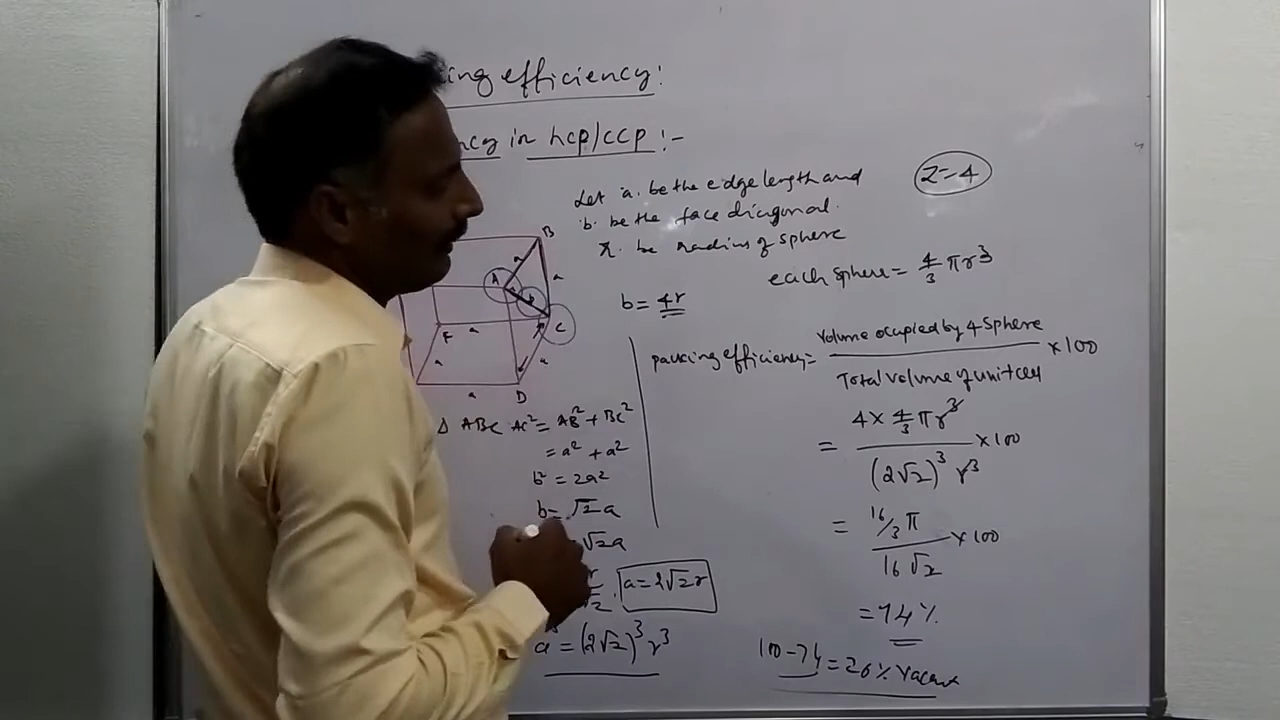 ing efficiency:
ncy in hcp/ccp :-
Let 'a' be the edge length and
'b' be the face diagonal.
r. be radius of sphere
Z=4
each sphere = 4/3 πr³
b = 4r
B
a
A
a
b
F
a
C
a
a
a
D
Δ ABC AC² = AB² + BC²
= a² + a²
b² = 2a²
b = √2 a
√2a
a = 2√2 r
a³ = (2√2)³ r³
packing efficiency = Volume occupied by 4 sphere / Total volume of unit cell × 100
= 4 × 4/3 πr³ / (2√2)³ r³ × 100
= 16/3 π / 16√2 × 100
= 74%
100-74 = 26% vacant